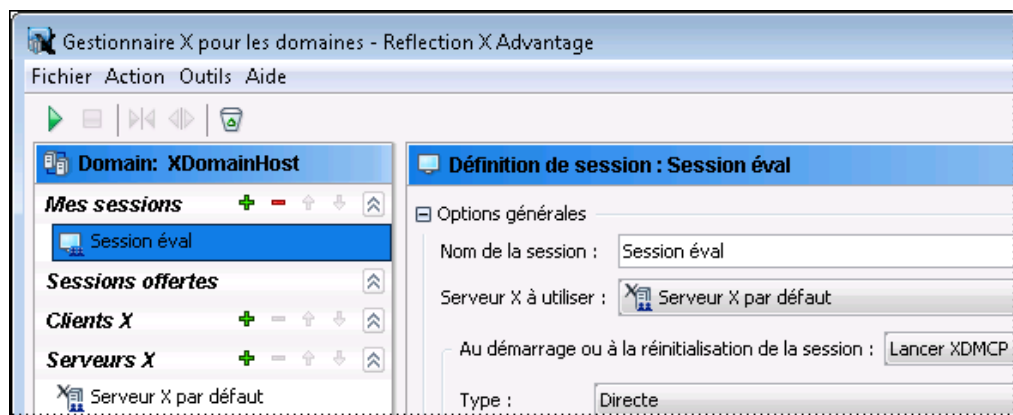 Gestionnaire X pour les domaines - Reflection X Advantage
Fichier Action Outils Aide
Domain: XDomainHost
Mes sessions
Session éval
Sessions offertes
Clients X
Serveurs X
Serveur X par défaut
Définition de session : Session éval
Options générales
Nom de la session : Session éval
Serveur X à utiliser : Serveur X par défaut
Au démarrage ou à la réinitialisation de la session : Lancer XDMCP
Type : Directe